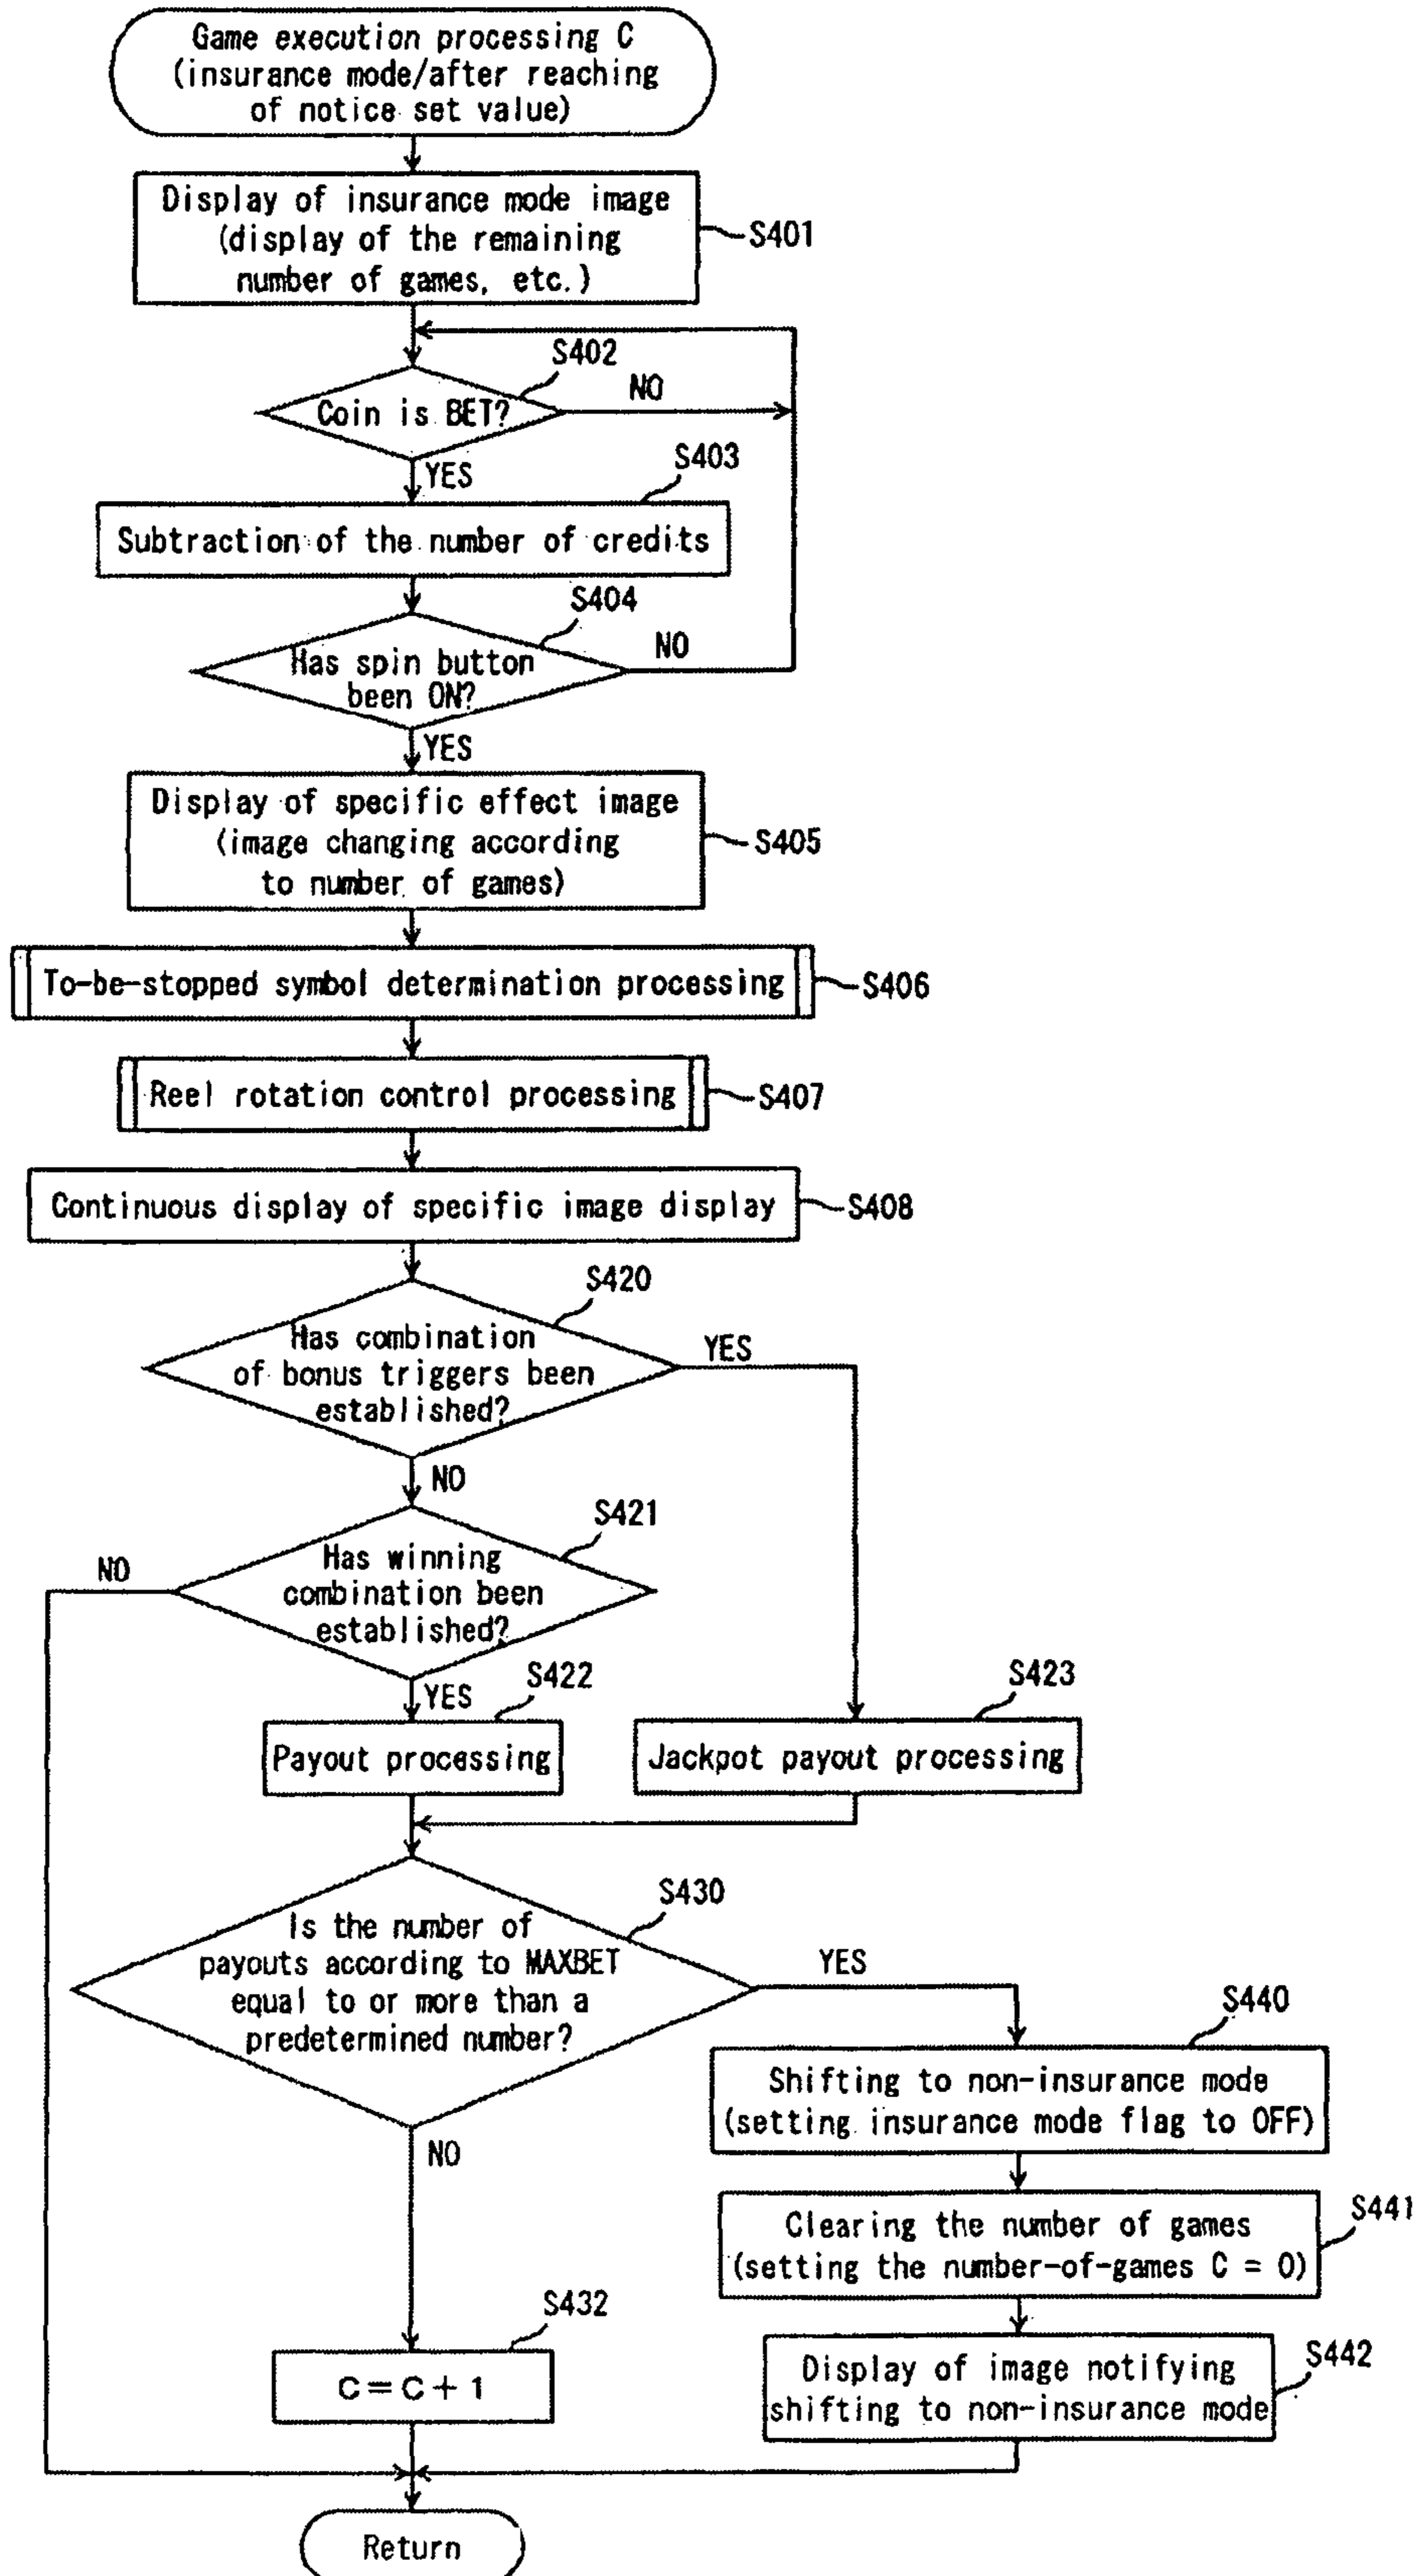 Game execution processing C
(insurance mode/after reaching
of notice set value)
Display of insurance mode image
(display of the remaining
number of games, etc.)
S401
S402
Coin is BET?
NO
YES
S403
Subtraction of the number of credits
S404
Has spin button
been ON?
NO
YES
Display of specific effect image
(image changing according
to number of games)
S405
To-be-stopped symbol determination processing
S406
Reel rotation control processing
S407
Continuous display of specific image display
S408
S420
Has combination
of bonus triggers been
established?
YES
NO
S421
Has winning
combination been
established?
NO
YES
S422
Payout processing
S423
Jackpot payout processing
S430
Is the number of
payouts according to MAXBET
equal to or more than a
predetermined number?
YES
NO
S440
Shifting to non-insurance mode
(setting insurance mode flag to OFF)
S441
Clearing the number of games
(setting the number-of-games C = 0)
S442
Display of image notifying
shifting to non-insurance mode
S432
C=C+1
Return